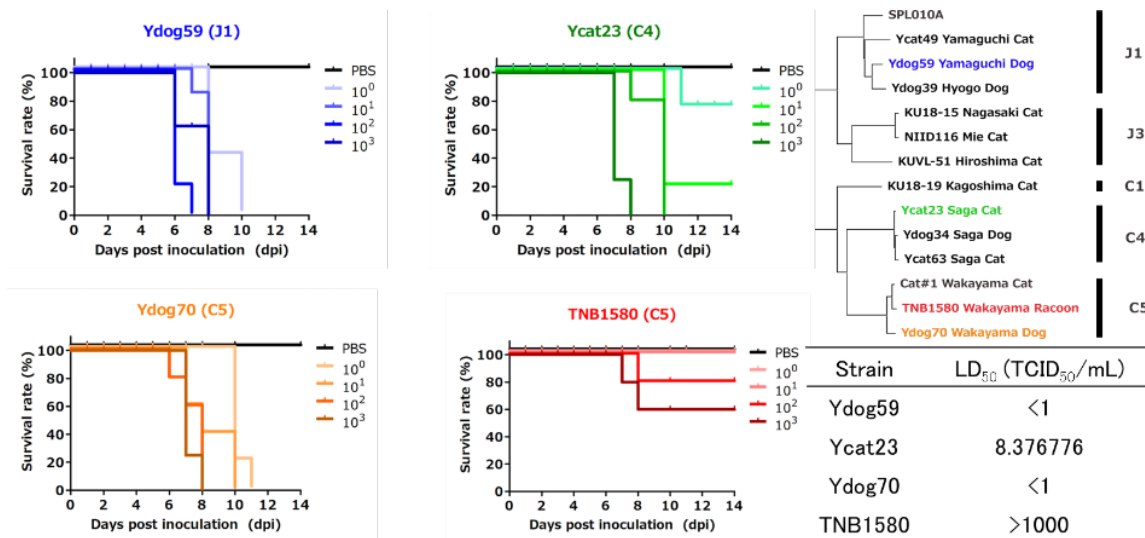 Ydog59 (J1)
Survival rate (%)
100
80
60
40
20
0
0 2 4 6 8 10 12 14
Days post inoculation (dpi)
PBS
10⁰
10¹
10²
10³
Ycat23 (C4)
Survival rate (%)
100
80
60
40
20
0
0 2 4 6 8 10 12 14
Days post inoculation (dpi)
PBS
10⁰
10¹
10²
10³
SPL010A
Ycat49 Yamaguchi Cat
Ydog59 Yamaguchi Dog
Ydog39 Hyogo Dog
J1
KU18-15 Nagasaki Cat
NIID116 Mie Cat
KUVL-51 Hiroshima Cat
J3
KU18-19 Kagoshima Cat
C1
Ycat23 Saga Cat
Ydog34 Saga Dog
Ycat63 Saga Cat
C4
Cat#1 Wakayama Cat
TNB1580 Wakayama Racoon
Ydog70 Wakayama Dog
C5
Ydog70 (C5)
Survival rate (%)
100
80
60
40
20
0
0 2 4 6 8 10 12 14
Days post inoculation (dpi)
PBS
10⁰
10¹
10²
10³
TNB1580 (C5)
Survival rate (%)
100
80
60
40
20
0
0 2 4 6 8 10 12 14
Days post inoculation (dpi)
PBS
10⁰
10¹
10²
10³
Strain LD₅₀ (TCID₅₀/mL)
Ydog59 <1
Ycat23 8.376776
Ydog70 <1
TNB1580 >1000